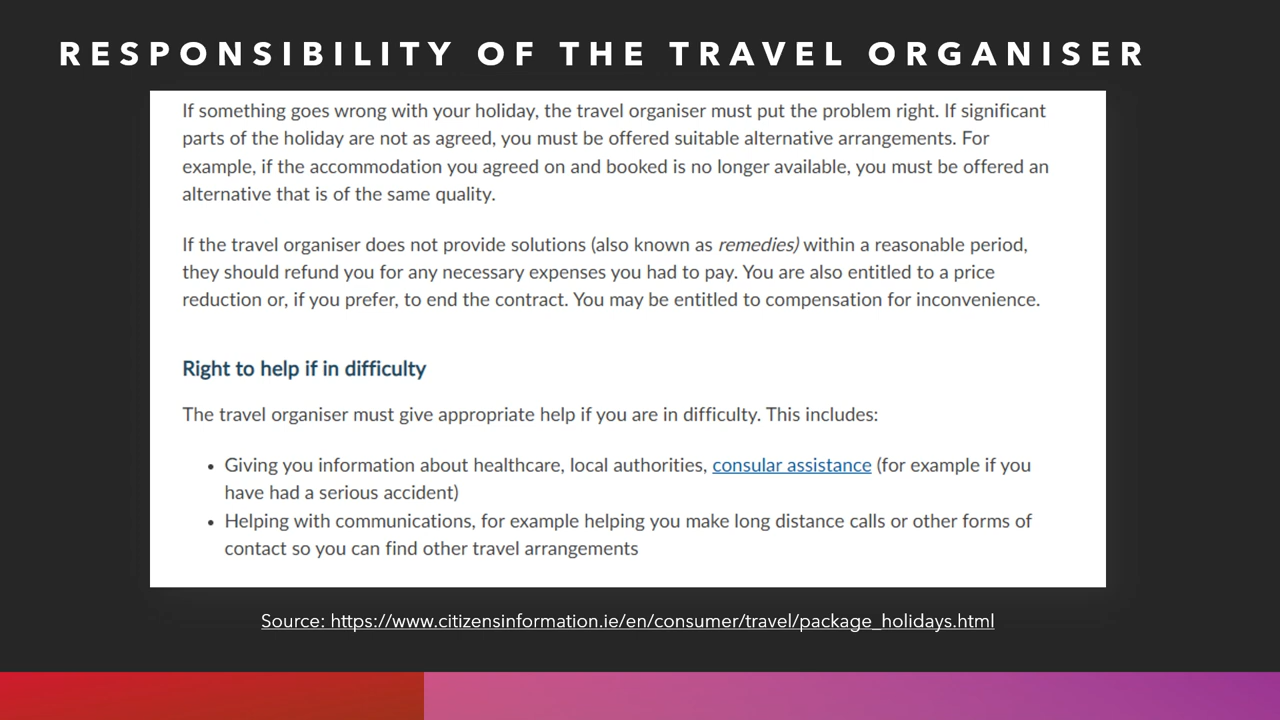 RESPONSIBILITY OF THE TRAVEL ORGANISER
If something goes wrong with your holiday, the travel organiser must put the problem right. If significant
parts of the holiday are not as agreed, you must be offered suitable alternative arrangements. For
example, if the accommodation you agreed on and booked is no longer available, you must be offered an
alternative that is of the same quality.
If the travel organiser does not provide solutions (also known as remedies) within a reasonable period,
they should refund you for any necessary expenses you had to pay. You are also entitled to a price
reduction or, if you prefer, to end the contract. You may be entitled to compensation for inconvenience.
Right to help if in difficulty
The travel organiser must give appropriate help if you are in difficulty. This includes:
• Giving you information about healthcare, local authorities, consular assistance (for example if you
have had a serious accident)
• Helping with communications, for example helping you make long distance calls or other forms of
contact so you can find other travel arrangements
Source: https://www.citizensinformation.ie/en/consumer/travel/package_holidays.html